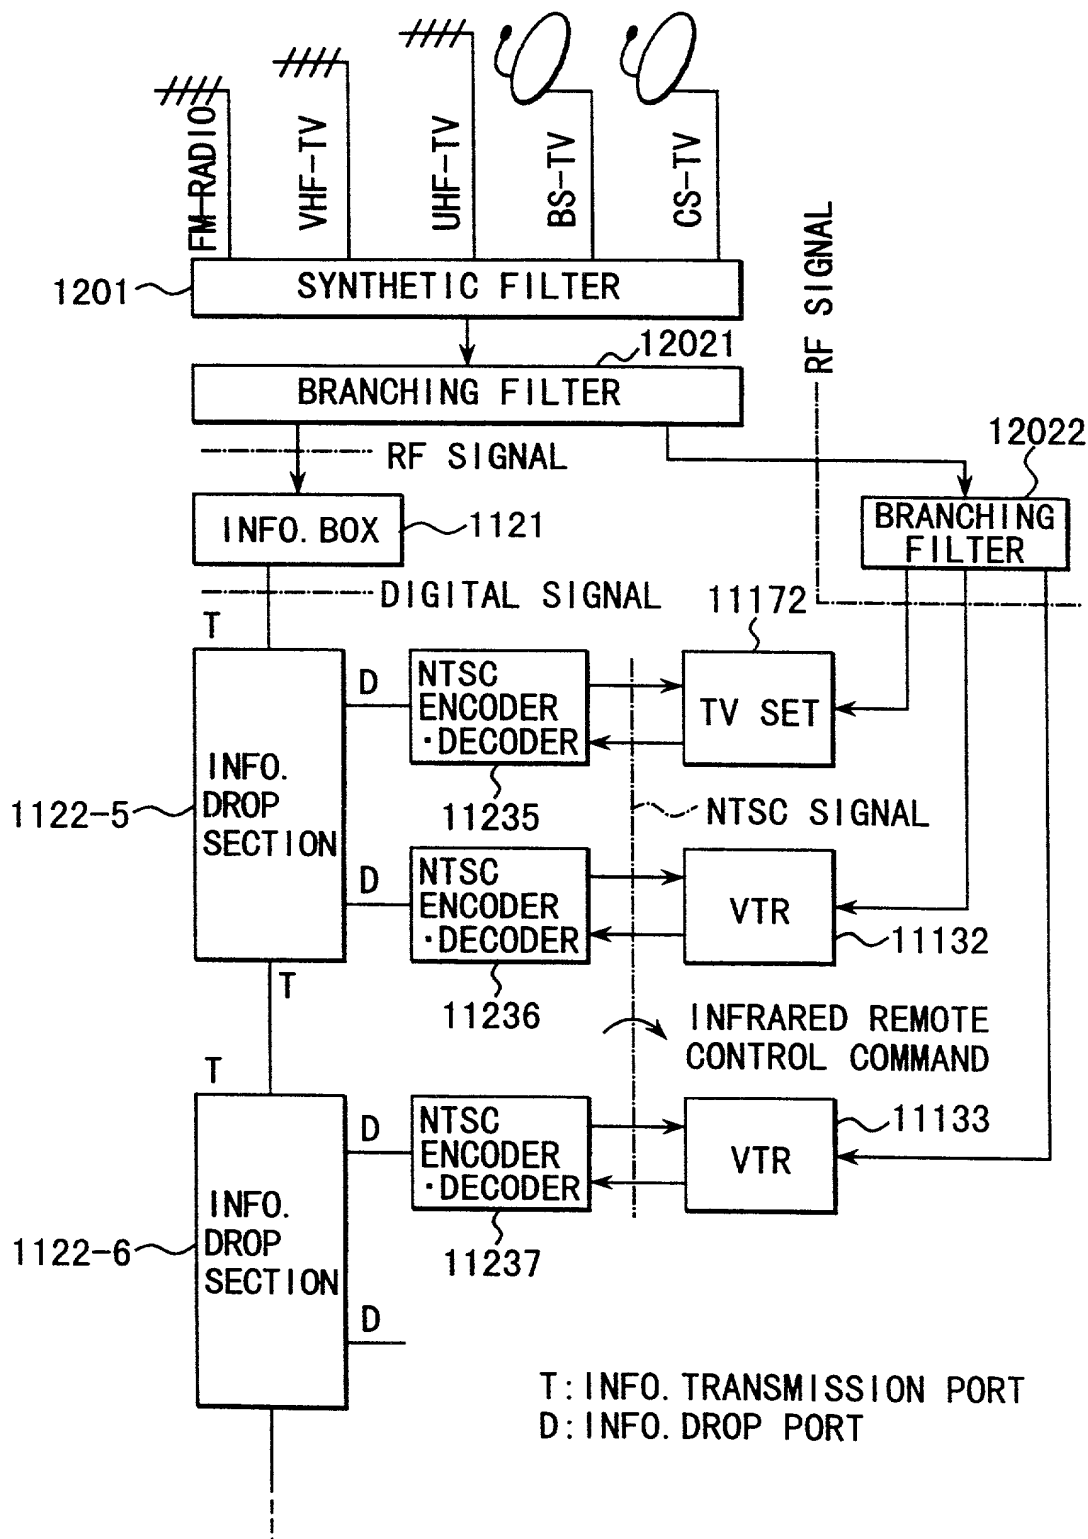 FM-RADIO
VHF-TV
UHF-TV
BS-TV
CS-TV
RF SIGNAL
1201
SYNTHETIC FILTER
12021
BRANCHING FILTER
12022
RF SIGNAL
BRANCHING
FILTER
INFO. BOX
1121
DIGITAL SIGNAL
11172
T
D
NTSC
ENCODER
·DECODER
TV SET
INFO.
DROP
SECTION
1122-5
11235
NTSC SIGNAL
D
NTSC
ENCODER
·DECODER
VTR
11132
T
11236
INFRARED REMOTE
CONTROL COMMAND
T
D
NTSC
ENCODER
·DECODER
VTR
11133
INFO.
DROP
SECTION
1122-6
11237
D
T:INFO. TRANSMISSION PORT
D:INFO. DROP PORT